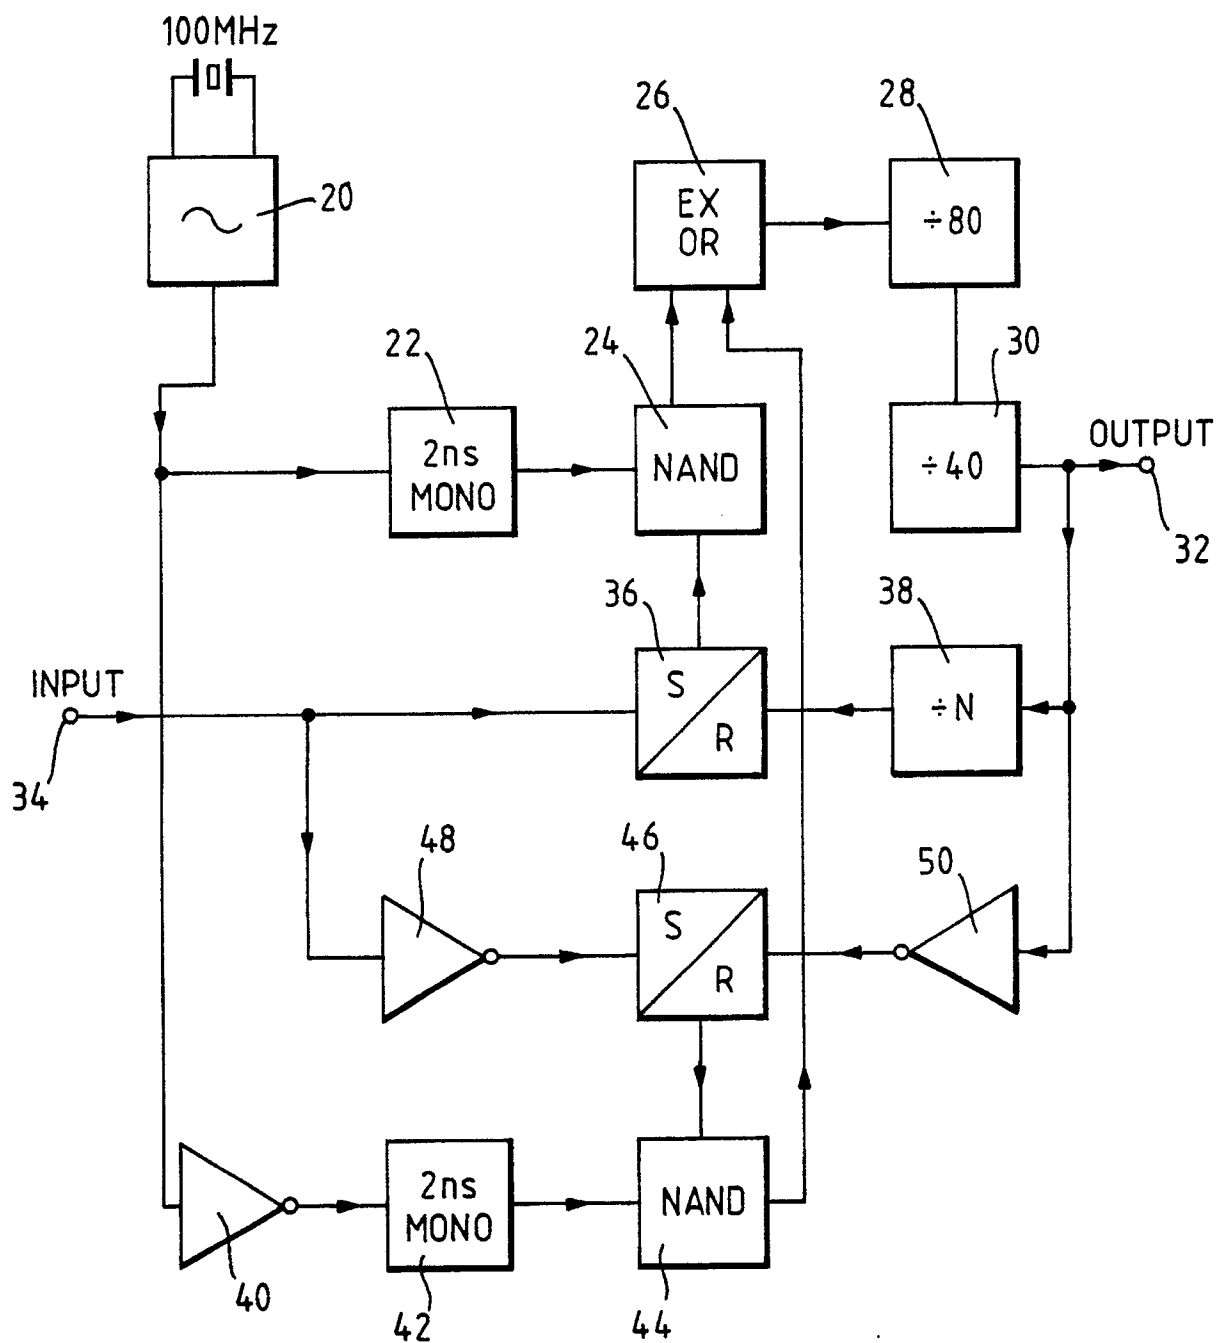 100MHz
26
28
EX
OR
÷80
20
22
24
30
2ns
MONO
NAND
÷40
OUTPUT
32
36
38
INPUT
S
R
÷N
34
48
46
50
S
R
2ns
MONO
NAND
40
42
44